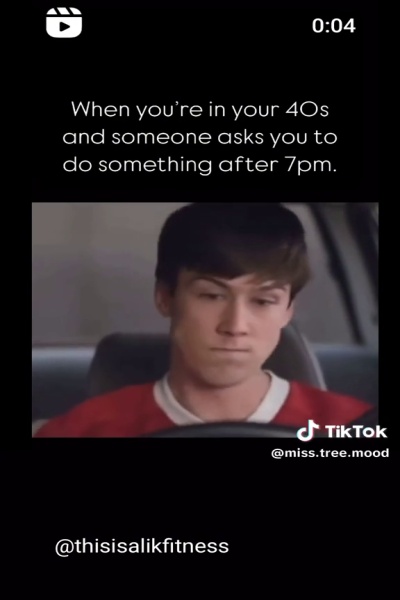 0:04
When you're in your 40s
and someone asks you to
do something after 7pm.
TikTok
@miss.tree.mood
@thisisalikfitness